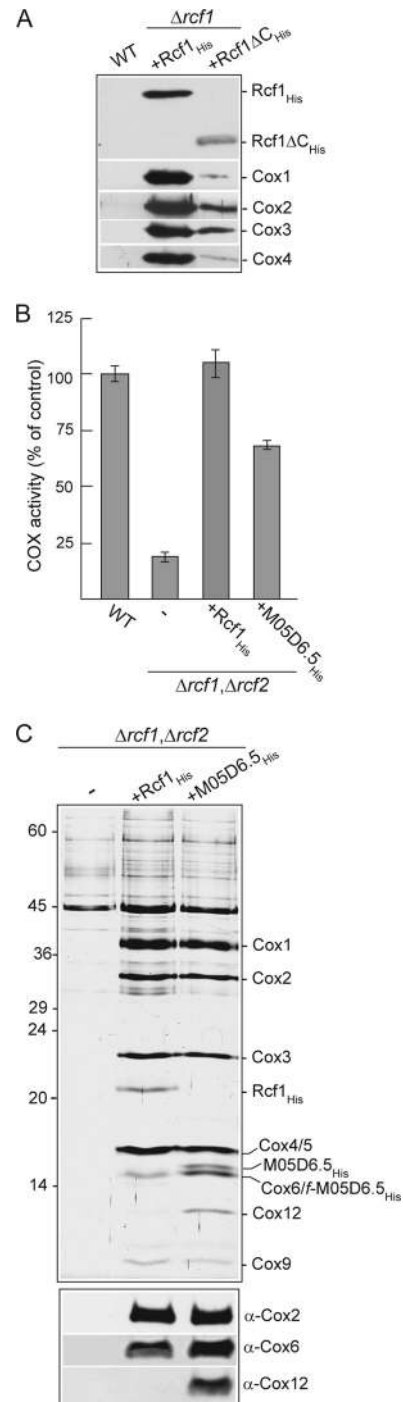 A
Δrcf1
WT
+Rcf1His
+Rcf1ΔCHis
Rcf1His
Rcf1ΔCHis
Cox1
Cox2
Cox3
Cox4
B
COX activity (% of control)
125
100
75
50
25
WT
-
+Rcf1His
+M05D6.5His
Δrcf1,Δrcf2
C
Δrcf1,Δrcf2
-
+Rcf1His
+M05D6.5His
60
45
36
29
24
20
14
Cox1
Cox2
Cox3
Rcf1His
Cox4/5
M05D6.5His
Cox6/f-M05D6.5His
Cox12
Cox9
α-Cox2
α-Cox6
α-Cox12